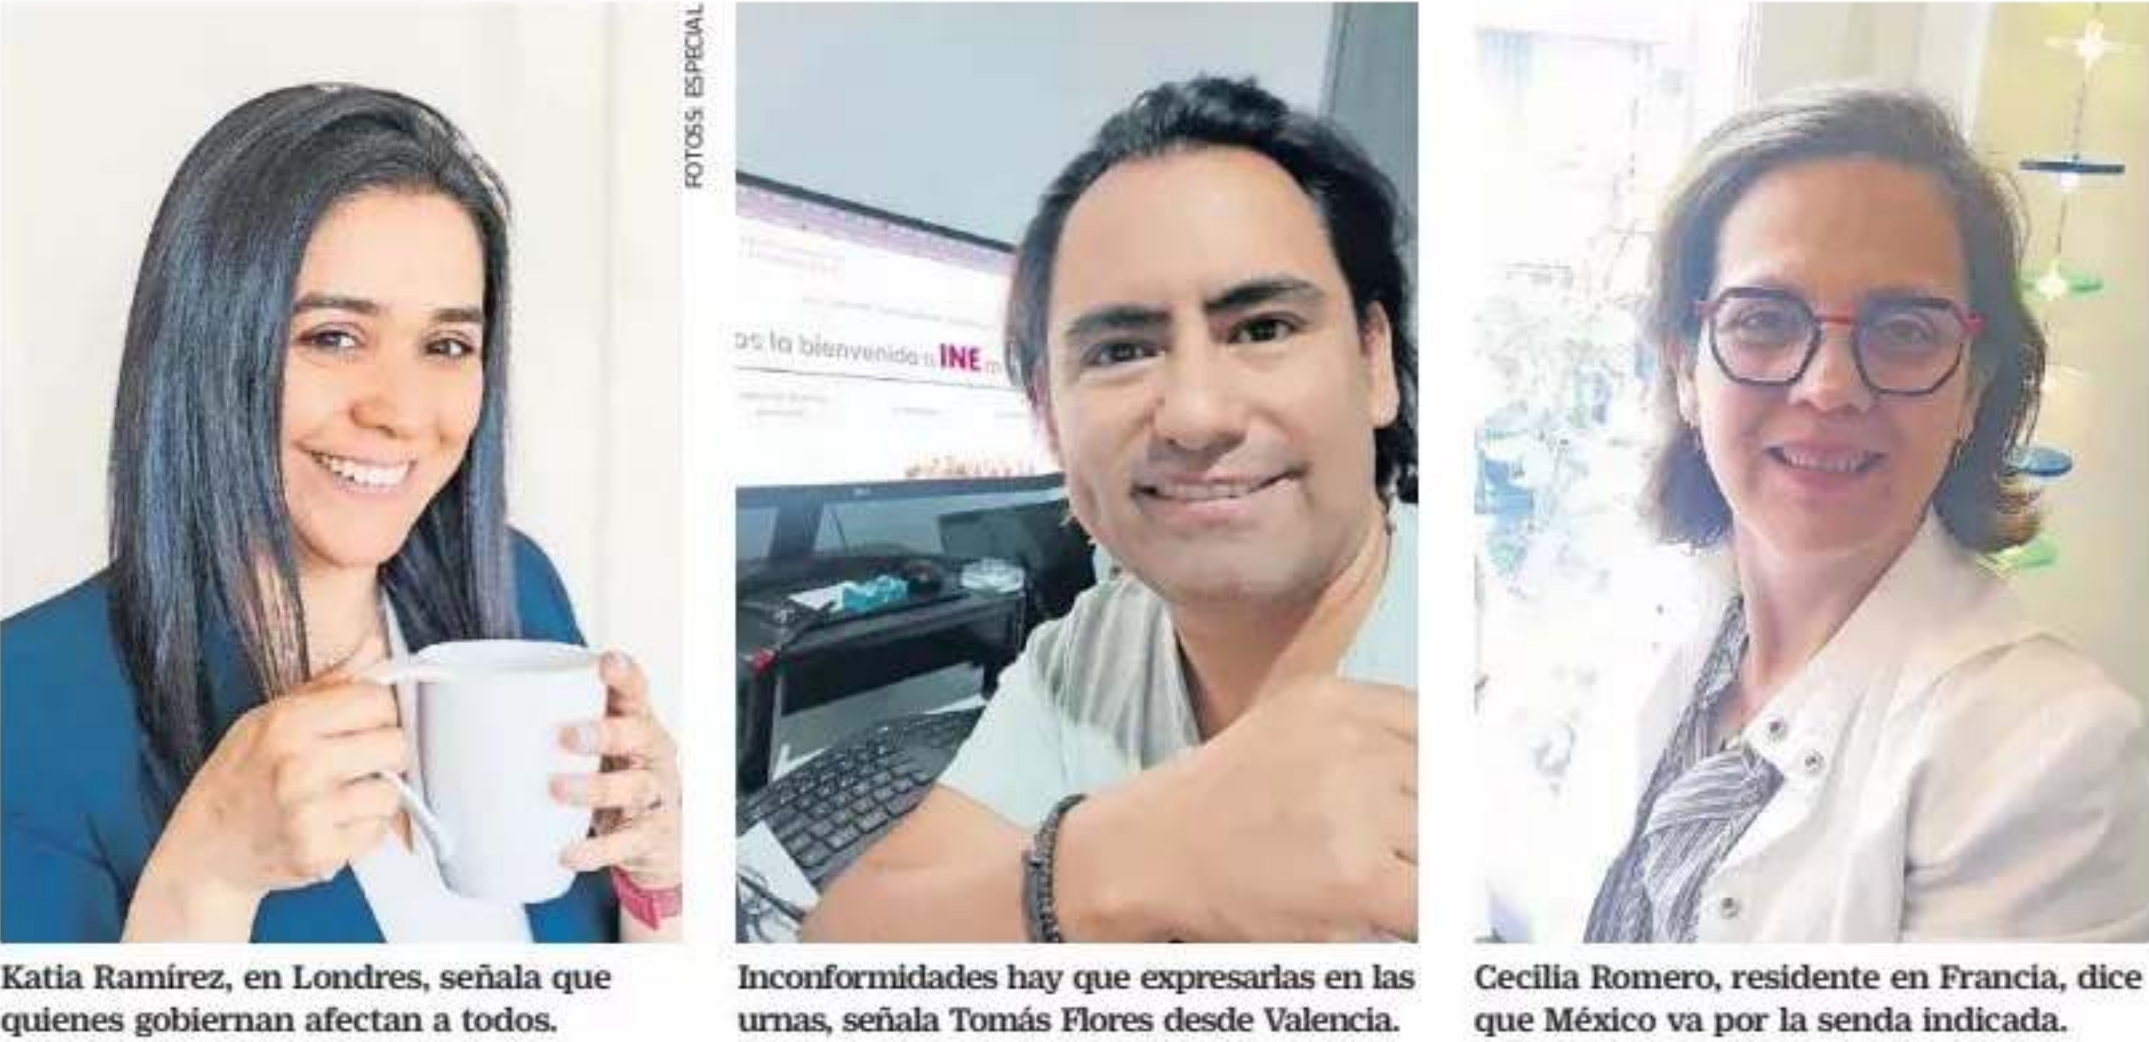 FOTOSS: ESPECIAL
os la bienvenida a INE
Katia Ramírez, en Londres, señala que
quienes gobiernan afectan a todos.
Inconformidades hay que expresarlas en las
urnas, señala Tomás Flores desde Valencia.
Cecilia Romero, residente en Francia, dice
que México va por la senda indicada.